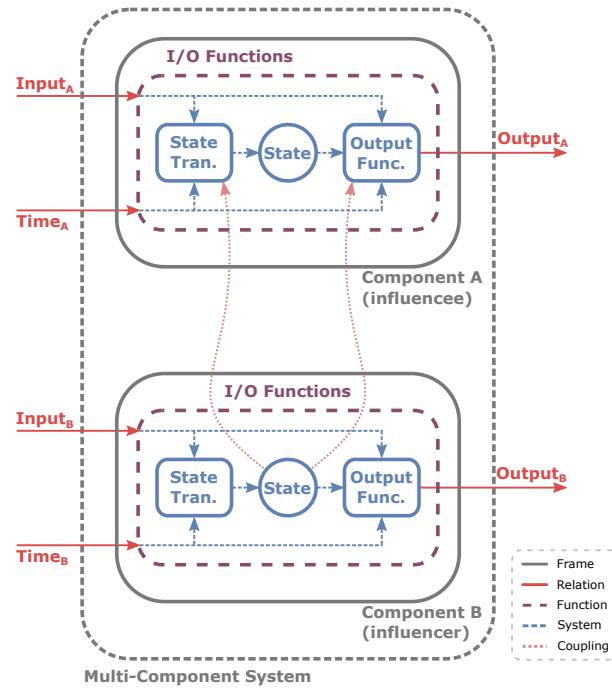 I/O Functions
Input_A
State
Tran.
State
Output
Func.
Output_A
Time_A
Component A
(influencee)
I/O Functions
Input_B
State
Tran.
State
Output
Func.
Output_B
Time_B
Component B
(influencer)
Multi-Component System
Frame
Relation
Function
System
Coupling